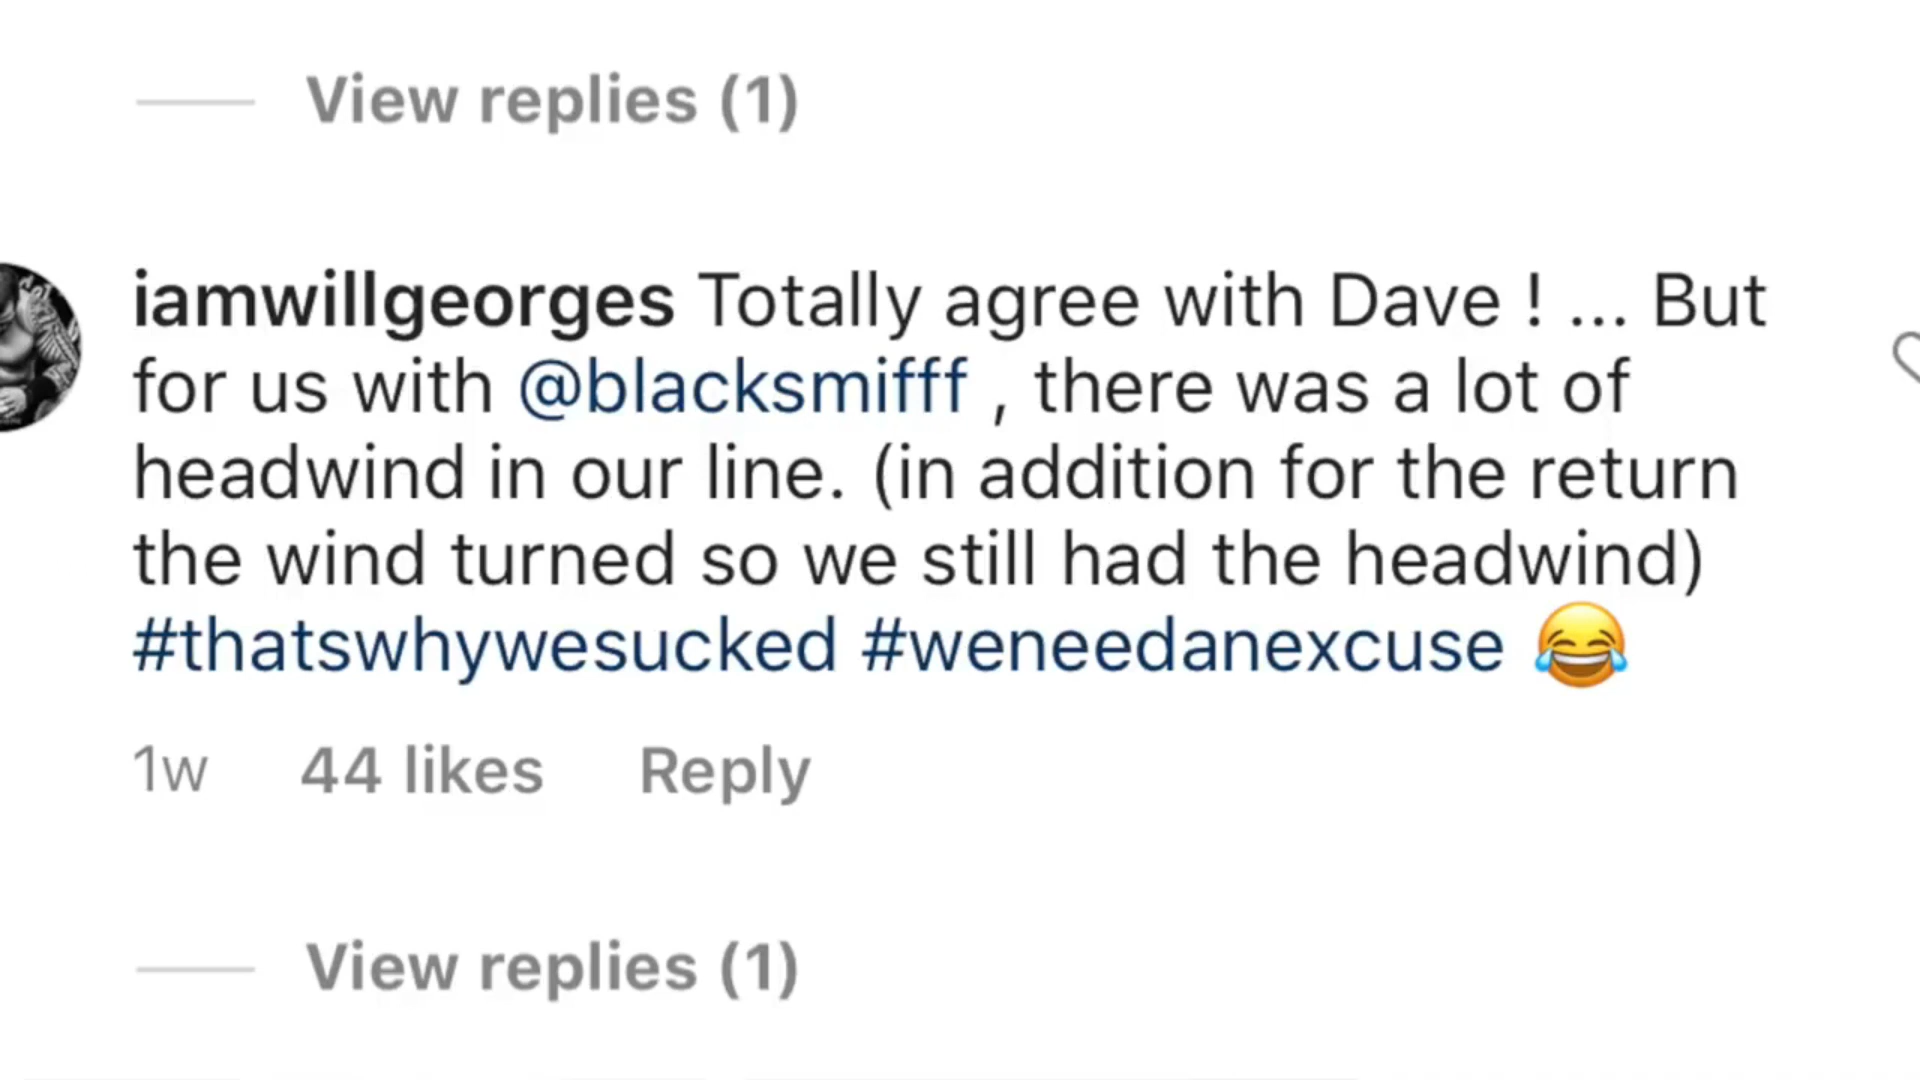 View replies (1)
iamwillgeorges Totally agree with Dave ! ... But
for us with @blacksmifff , there was a lot of
headwind in our line. (in addition for the return
the wind turned so we still had the headwind)
#thatswhywesucked #weneedanexcuse 😂
1w 44 likes Reply
View replies (1)